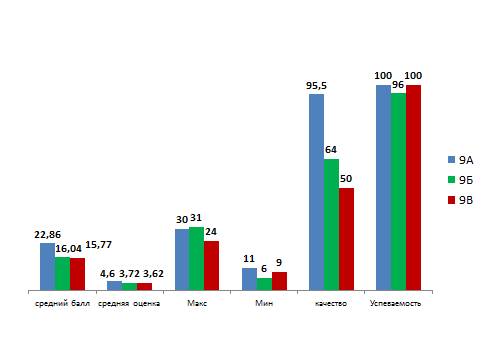 100 100
95,5 96
64
50
30 31
24
22,86 16,04 15,77
11 6 9
4,6 3,72 3,62
средний балл средняя оценка Макс Мин качество Успеваемость
9А
9Б
9В